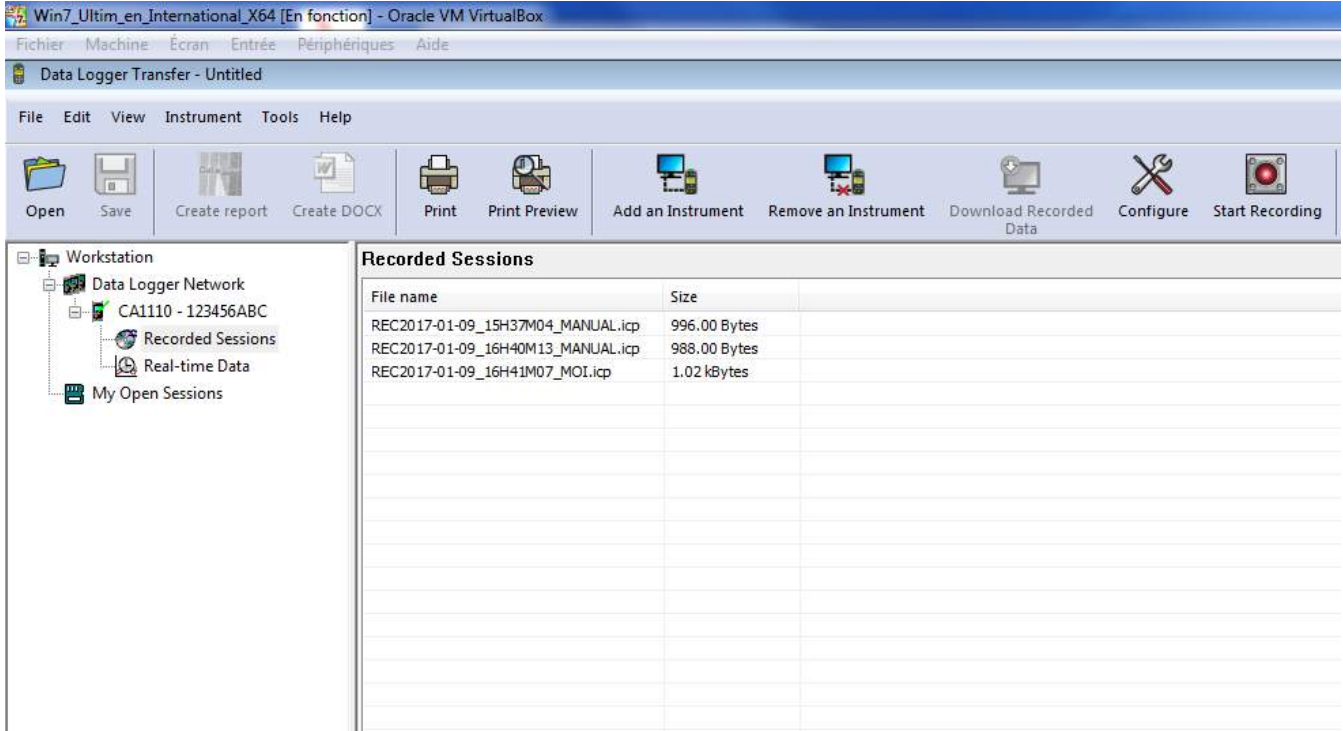 Win7_Ultim_en_International_X64 [En fonction] - Oracle VM VirtualBox
Fichier Machine Écran Entrée Périphériques Aide
Data Logger Transfer - Untitled
File Edit View Instrument Tools Help
Open Save Create report Create DOCX Print Print Preview Add an Instrument Remove an Instrument Download Recorded Data Configure Start Recording
Workstation
Data Logger Network
CA1110 - 123456ABC
Recorded Sessions
Real-time Data
My Open Sessions
Recorded Sessions
File name Size
REC2017-01-09_15H37M04_MANUAL.icp 996.00 Bytes
REC2017-01-09_16H40M13_MANUAL.icp 988.00 Bytes
REC2017-01-09_16H41M07_MOI.icp 1.02 kBytes